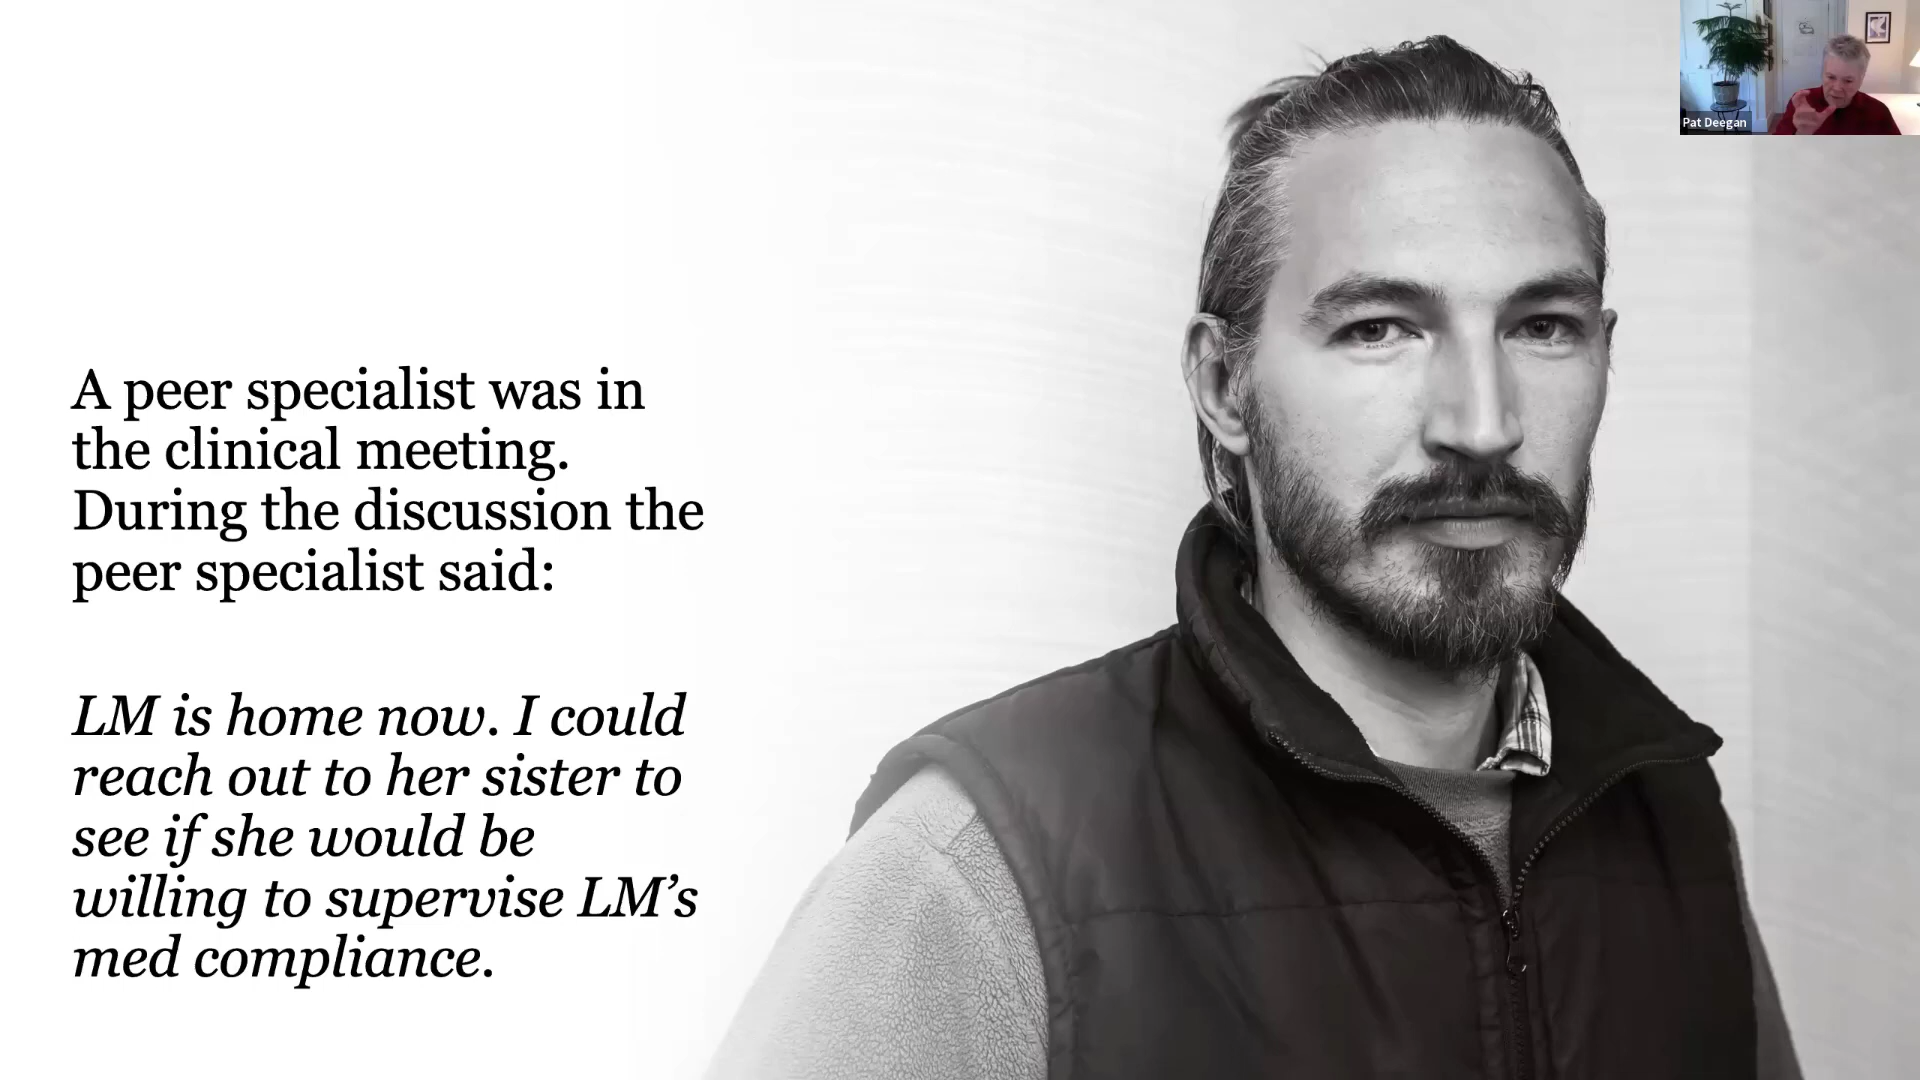 Pat Deegan
A peer specialist was in
the clinical meeting.
During the discussion the
peer specialist said:
LM is home now. I could
reach out to her sister to
see if she would be
willing to supervise LM’s
med compliance.